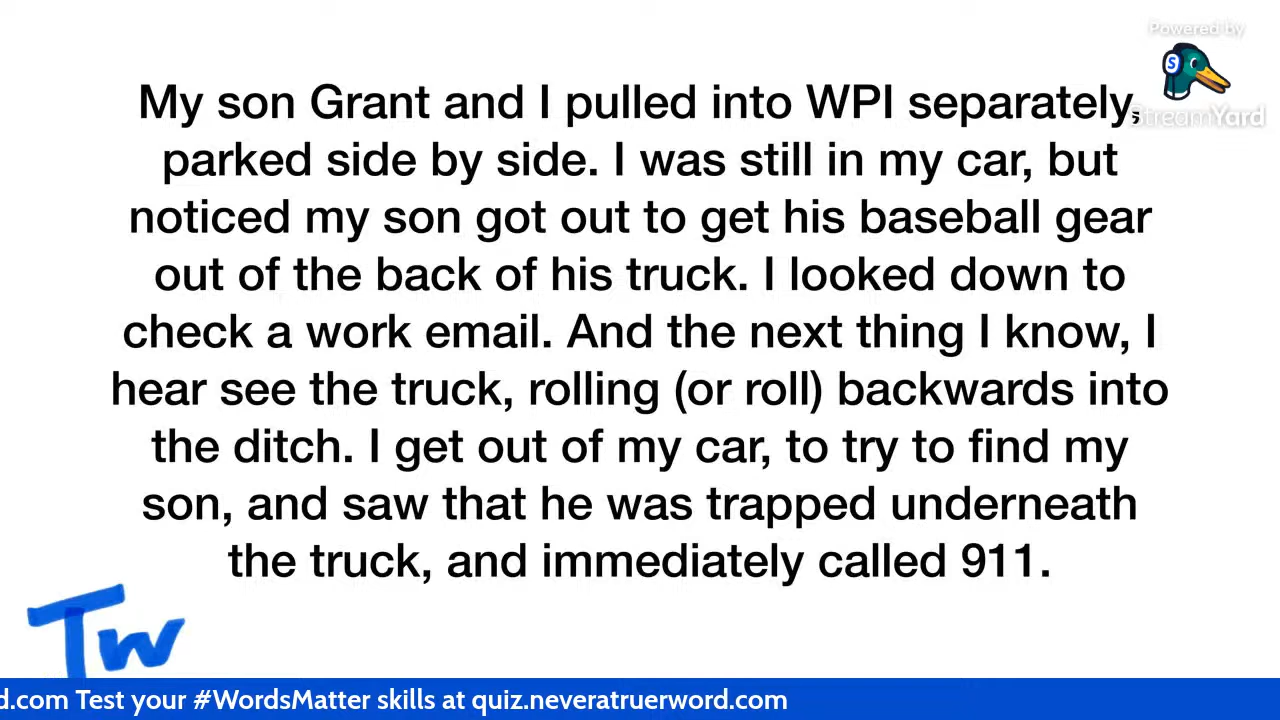 Powered by
StreamYard
My son Grant and I pulled into WPI separately,
parked side by side. I was still in my car, but
noticed my son got out to get his baseball gear
out of the back of his truck. I looked down to
check a work email. And the next thing I know, I
hear see the truck, rolling (or roll) backwards into
the ditch. I get out of my car, to try to find my
son, and saw that he was trapped underneath
the truck, and immediately called 911.
Tw
d.com Test your #WordsMatter skills at quiz.neveratruerword.com